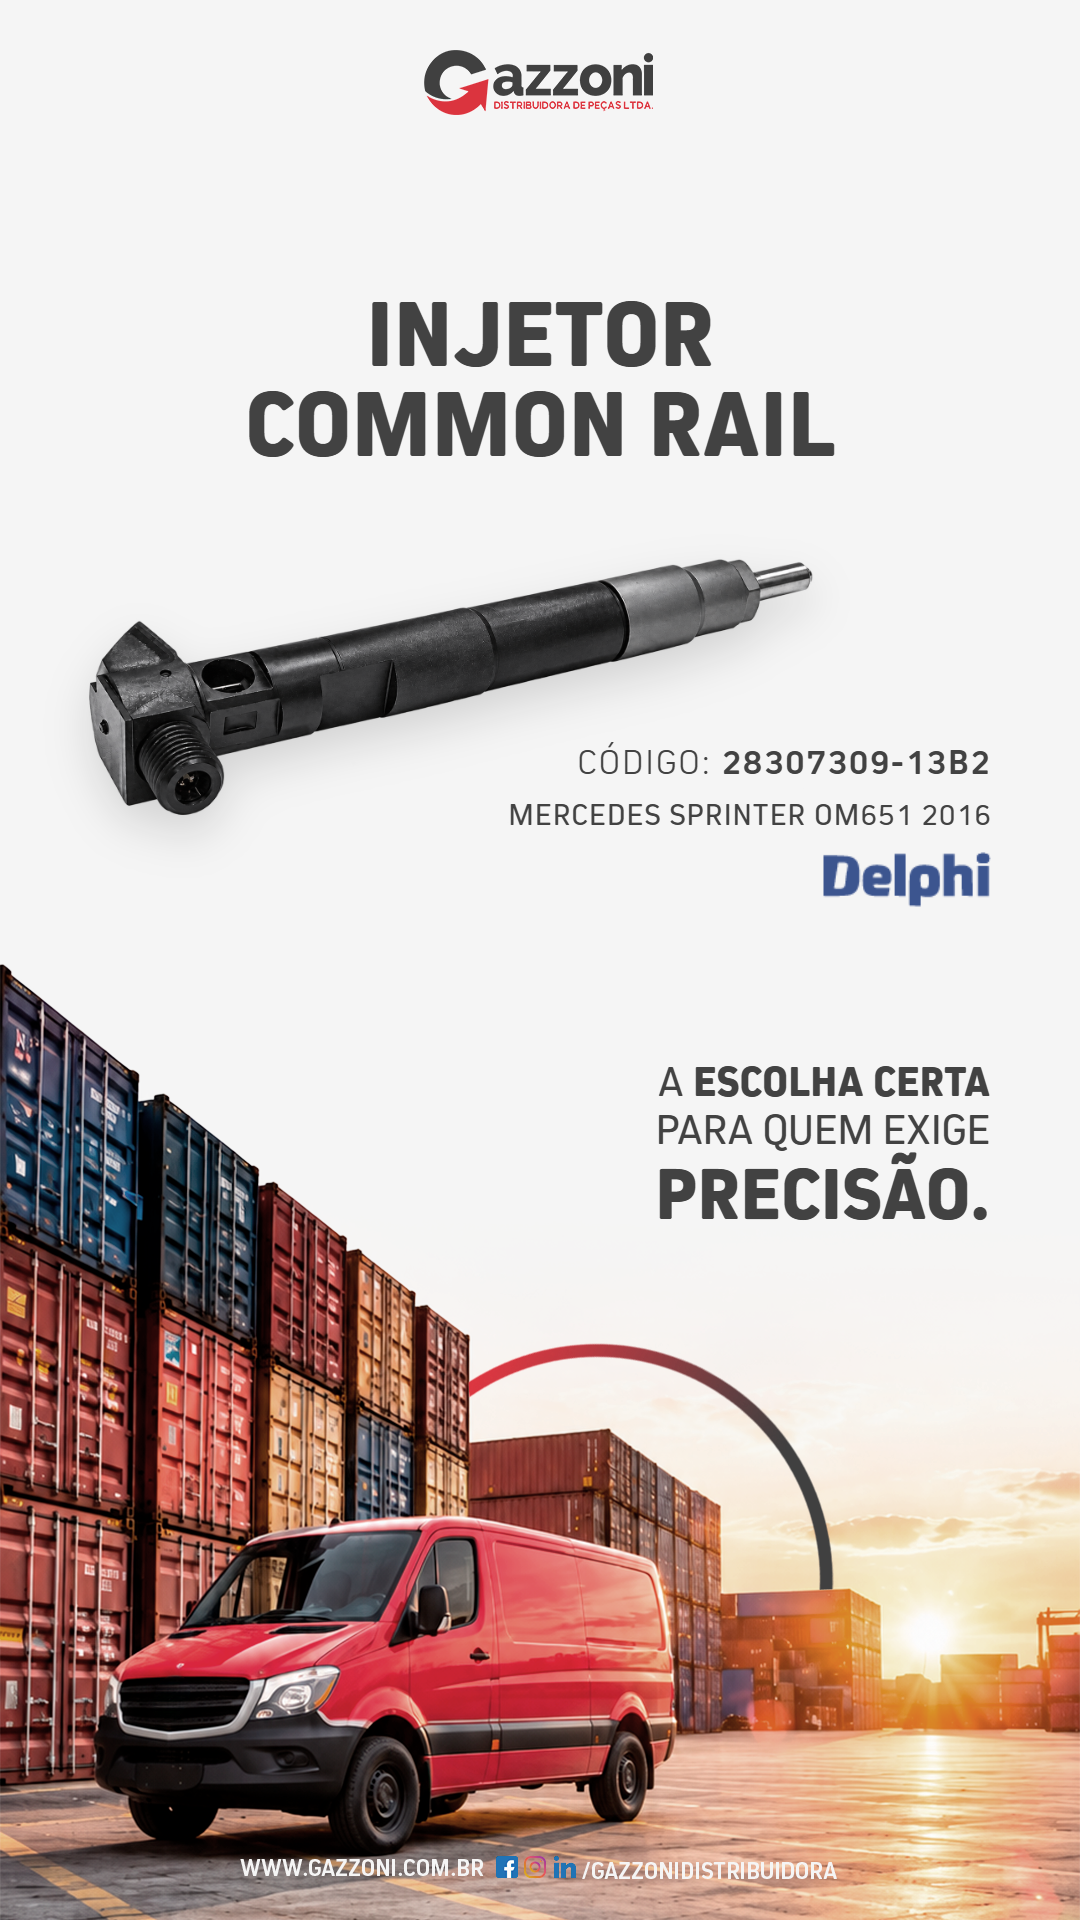 Gazzoni
DISTRIBUIDORA DE PEÇAS LTDA.
INJETOR
COMMON RAIL
CÓDIGO: 28307309-13B2
MERCEDES SPRINTER OM651 2016
Delphi
A ESCOLHA CERTA
PARA QUEM EXIGE
PRECISÃO.
WWW.GAZZONI.COM.BR /GAZZONIDISTRIBUIDORA